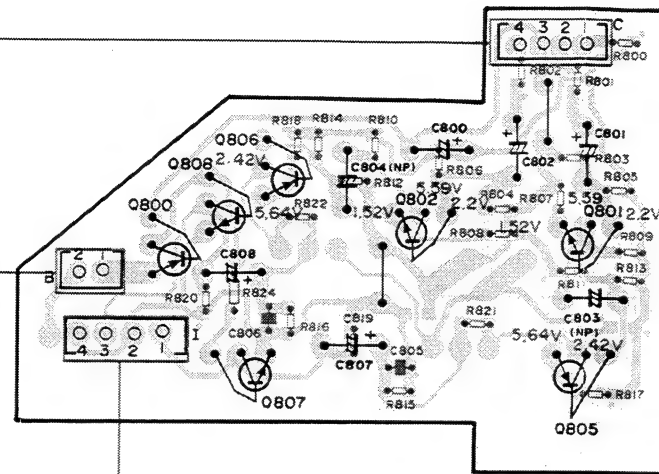 4 3 2 1
C
R800
R802
R801
R818
R814
R810
Q806
2.42V
C800
C801
C802
R803
Q808
C804(NP)
R806
R812
5.59V
R805
Q800
5.64V
R822
1.52V
Q802
2.2V
R804
R807
5.59
Q801
2.2V
R808
1.52V
R809
2 1
B
C808
R813
R820
R824
R811
C803
(NP)
4 3 2 1
I
C806
R816
C819
C807
C805
R821
5.64V
2.42V
R815
R817
Q807
Q805